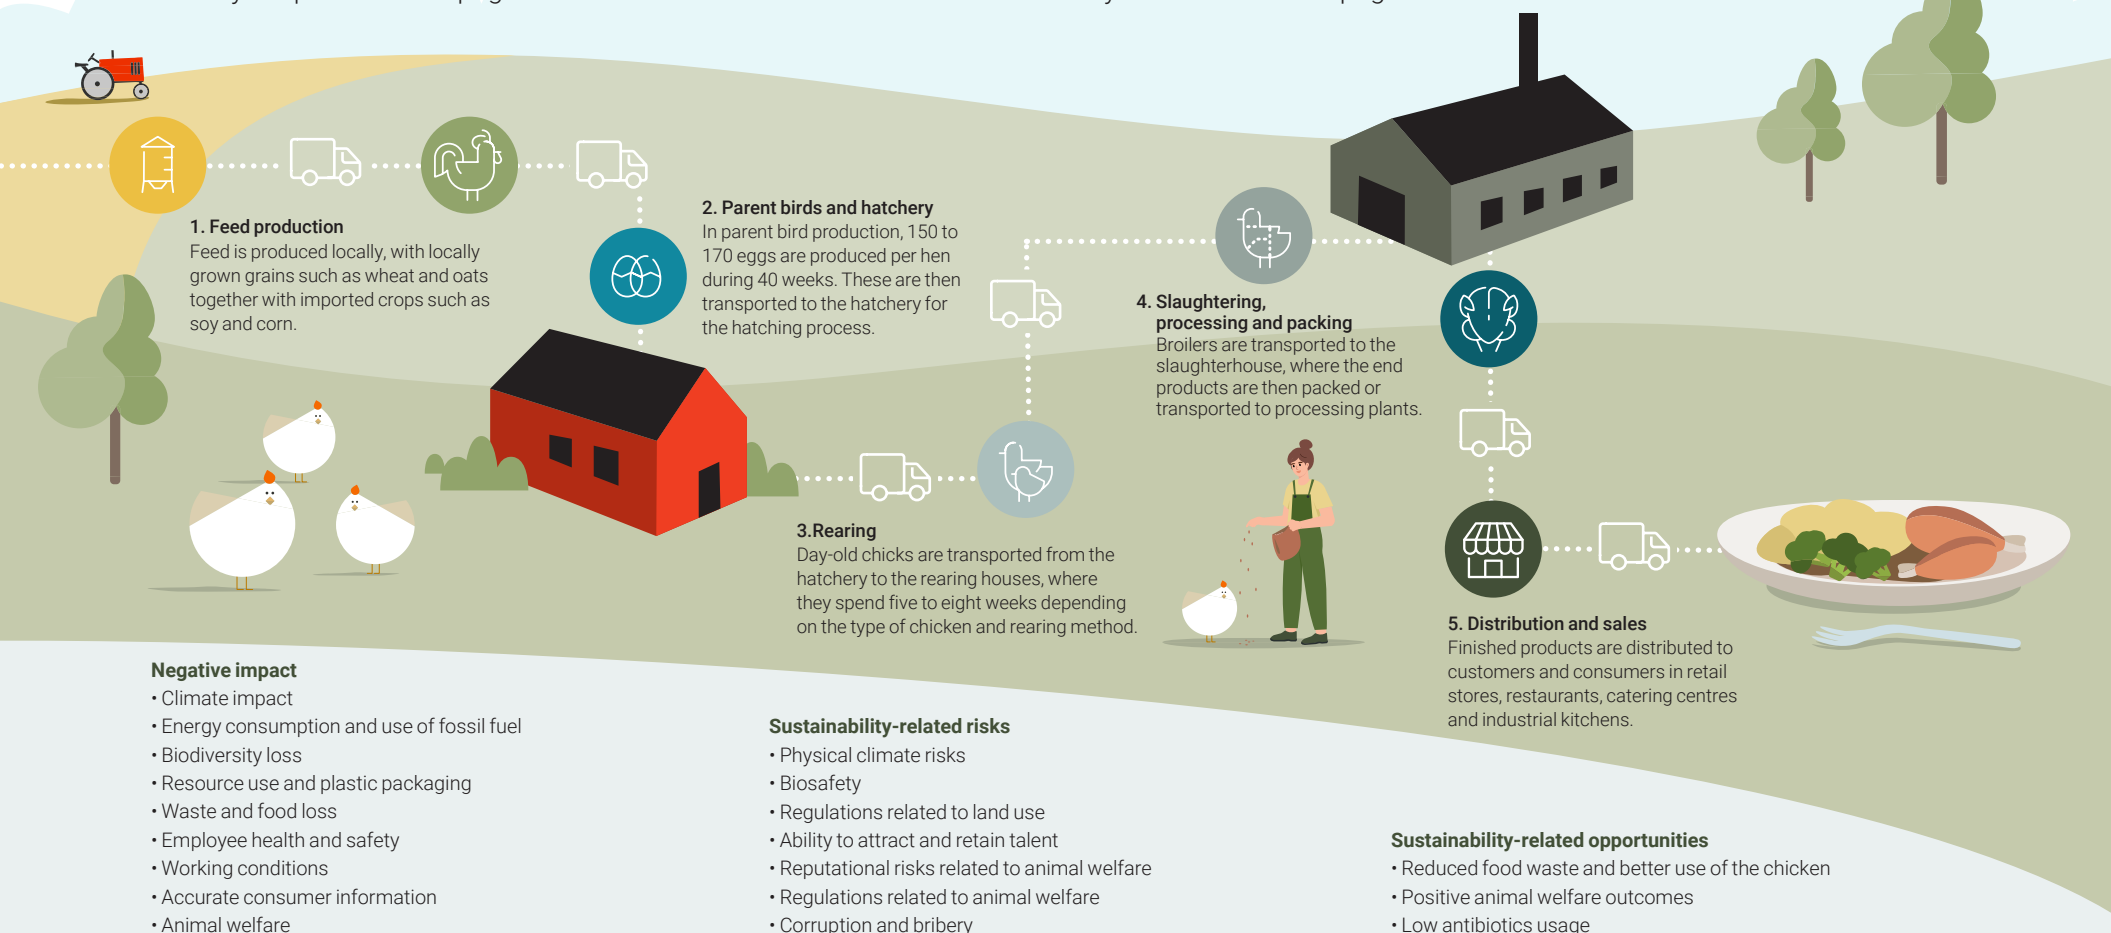 1. Feed production
Feed is produced locally, with locally
grown grains such as wheat and oats
together with imported crops such as
soy and corn.
2. Parent birds and hatchery
In parent bird production, 150 to
170 eggs are produced per hen
during 40 weeks. These are then
transported to the hatchery for
the hatching process.
3.Rearing
Day-old chicks are transported from the
hatchery to the rearing houses, where
they spend five to eight weeks depending
on the type of chicken and rearing method.
4. Slaughtering,
processing and packing
Broilers are transported to the
slaughterhouse, where the end
products are then packed or
transported to processing plants.
5. Distribution and sales
Finished products are distributed to
customers and consumers in retail
stores, restaurants, catering centres
and industrial kitchens.
Negative impact
• Climate impact
• Energy consumption and use of fossil fuel
• Biodiversity loss
• Resource use and plastic packaging
• Waste and food loss
• Employee health and safety
• Working conditions
• Accurate consumer information
• Animal welfare
Sustainability-related risks
• Physical climate risks
• Biosafety
• Regulations related to land use
• Ability to attract and retain talent
• Reputational risks related to animal welfare
• Regulations related to animal welfare
• Corruption and bribery
Sustainability-related opportunities
• Reduced food waste and better use of the chicken
• Positive animal welfare outcomes
• Low antibiotics usage